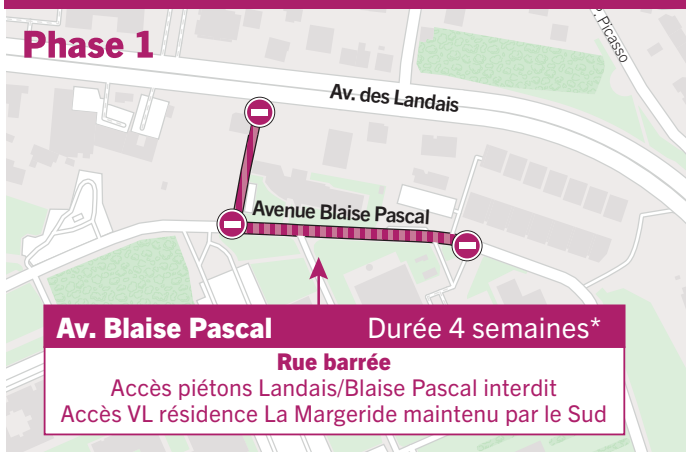 Phase 1
P. Picasso
Av. des Landais
Avenue Blaise Pascal
Av. Blaise Pascal Durée 4 semaines*
Rue barrée
Accès piétons Landais/Blaise Pascal interdit
Accès VL résidence La Margeride maintenu par le Sud